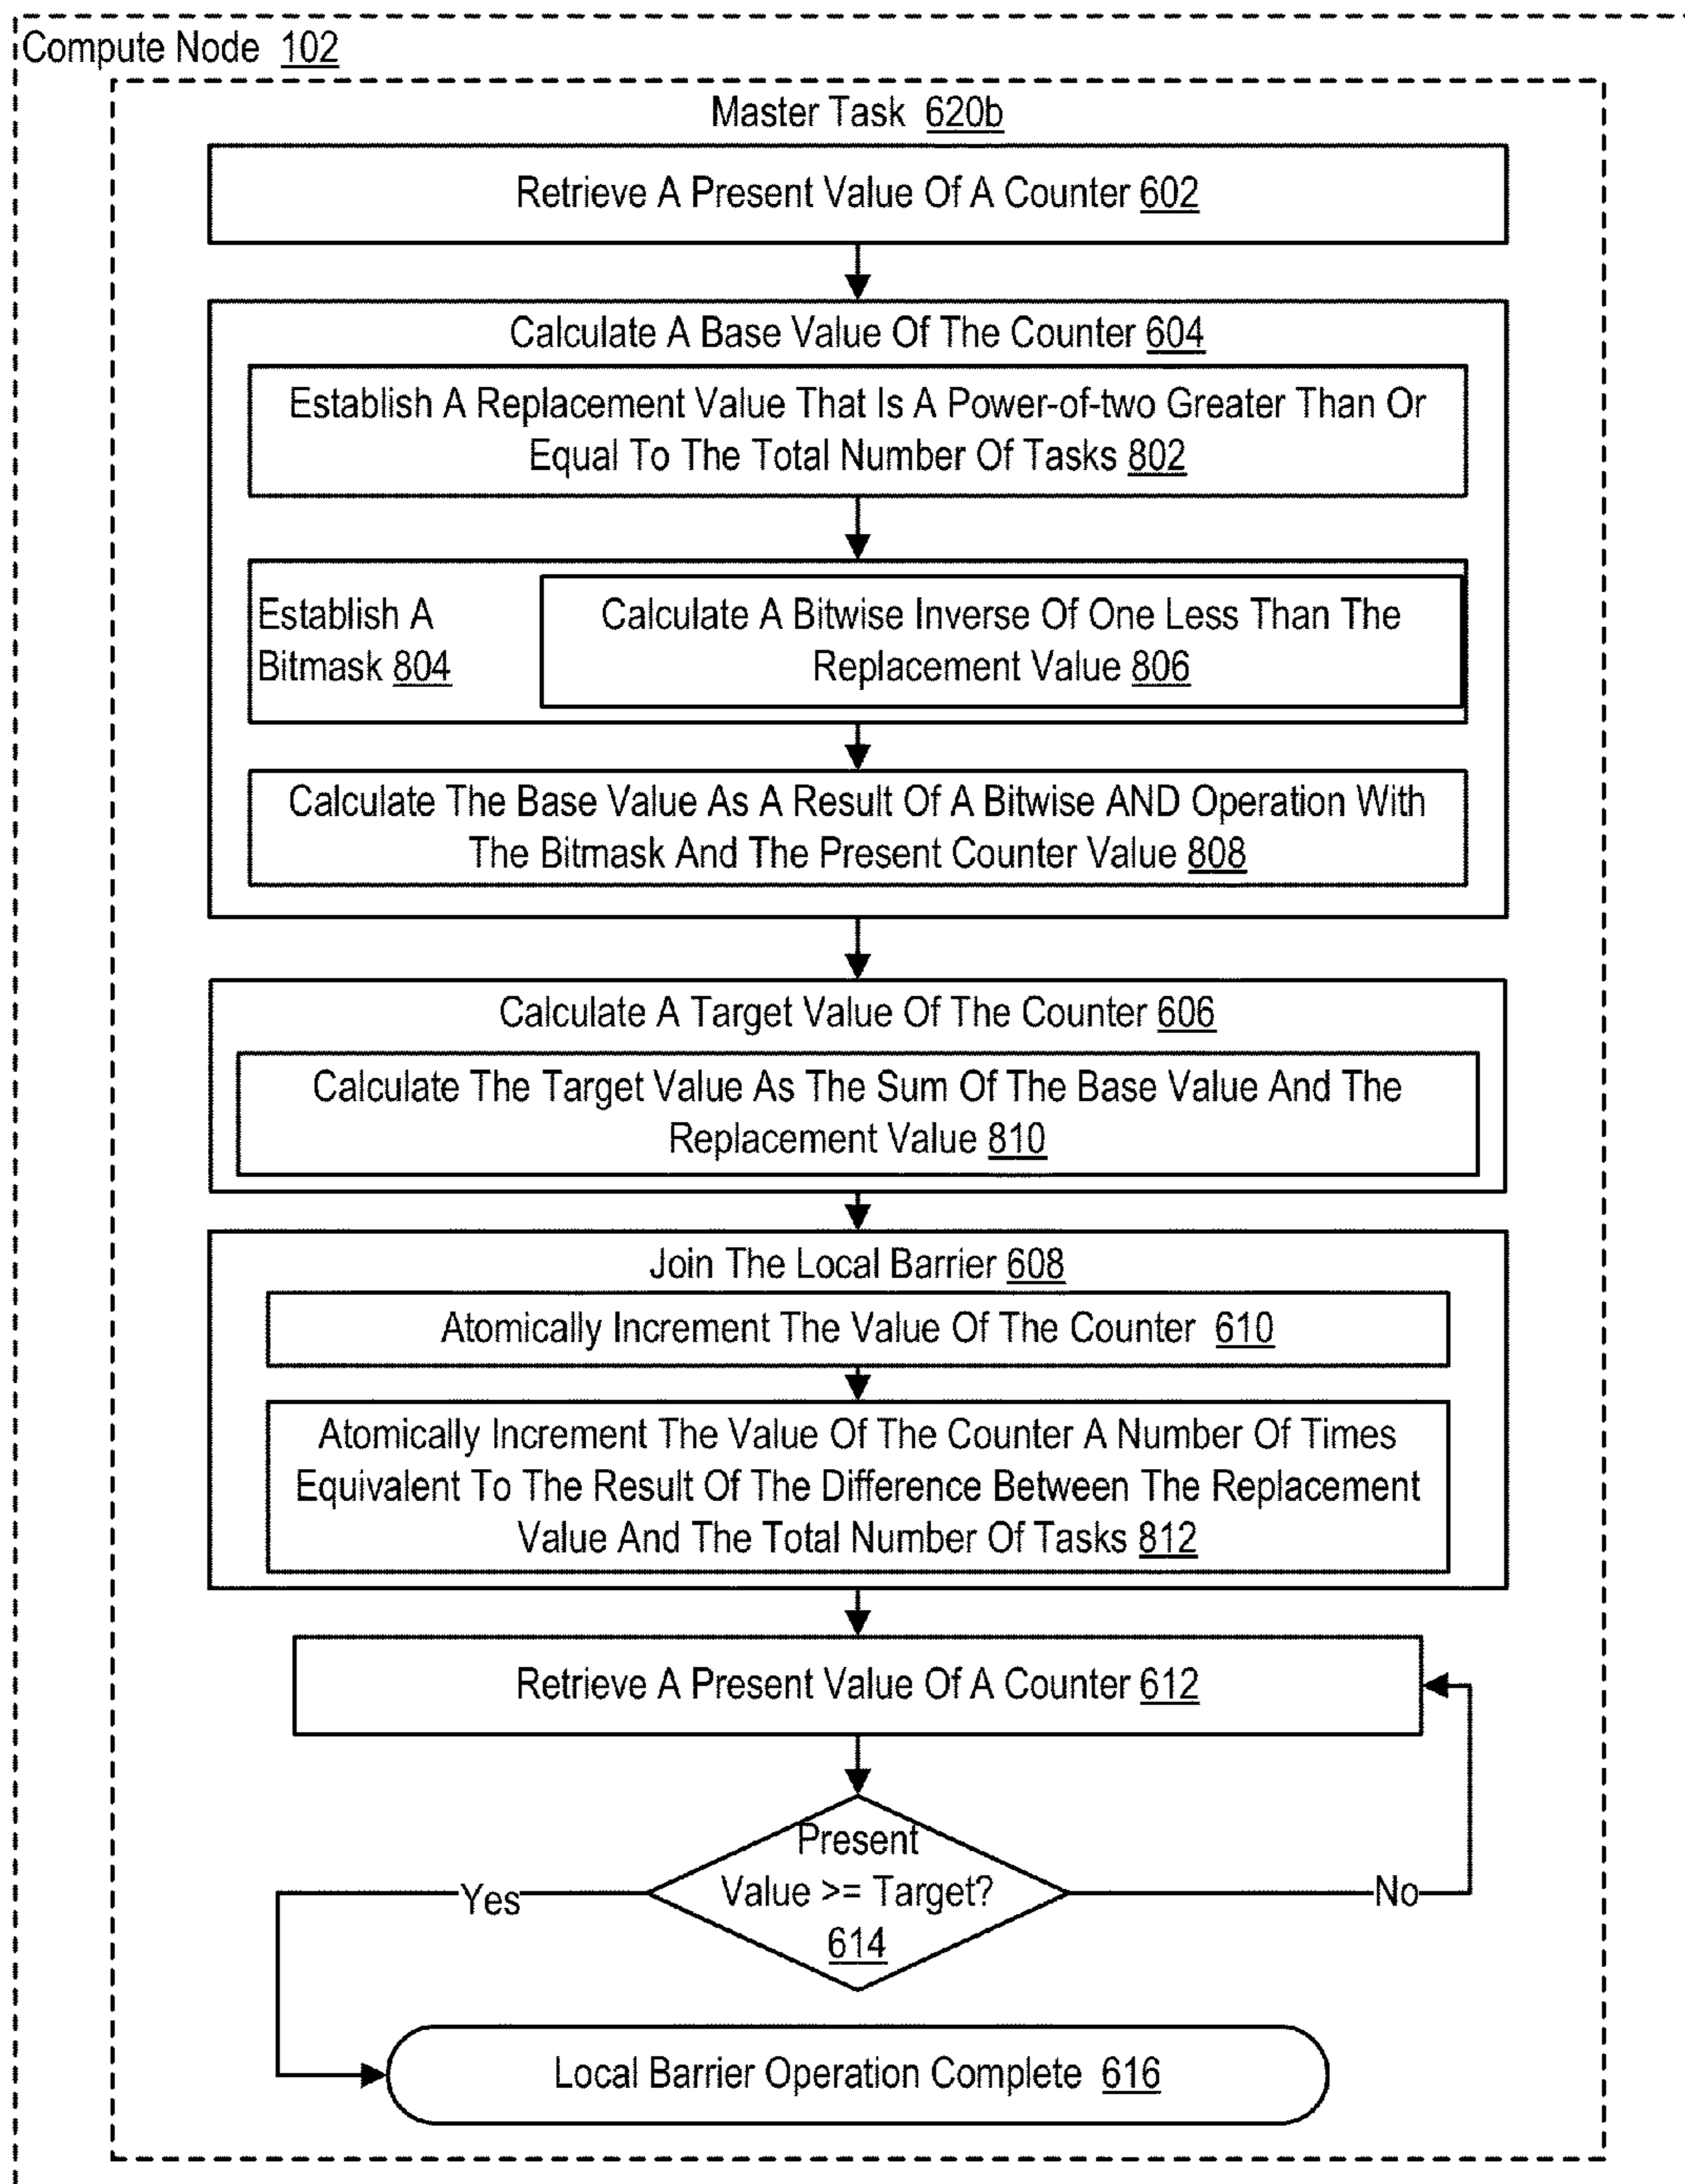 Compute Node 102
Master Task 620b
Retrieve A Present Value Of A Counter 602
Calculate A Base Value Of The Counter 604
Establish A Replacement Value That Is A Power-of-two Greater Than Or
Equal To The Total Number Of Tasks 802
Establish A
Bitmask 804
Calculate A Bitwise Inverse Of One Less Than The
Replacement Value 806
Calculate The Base Value As A Result Of A Bitwise AND Operation With
The Bitmask And The Present Counter Value 808
Calculate A Target Value Of The Counter 606
Calculate The Target Value As The Sum Of The Base Value And The
Replacement Value 810
Join The Local Barrier 608
Atomically Increment The Value Of The Counter 610
Atomically Increment The Value Of The Counter A Number Of Times
Equivalent To The Result Of The Difference Between The Replacement
Value And The Total Number Of Tasks 812
Retrieve A Present Value Of A Counter 612
Present
Value >= Target?
614
Yes
No
Local Barrier Operation Complete 616